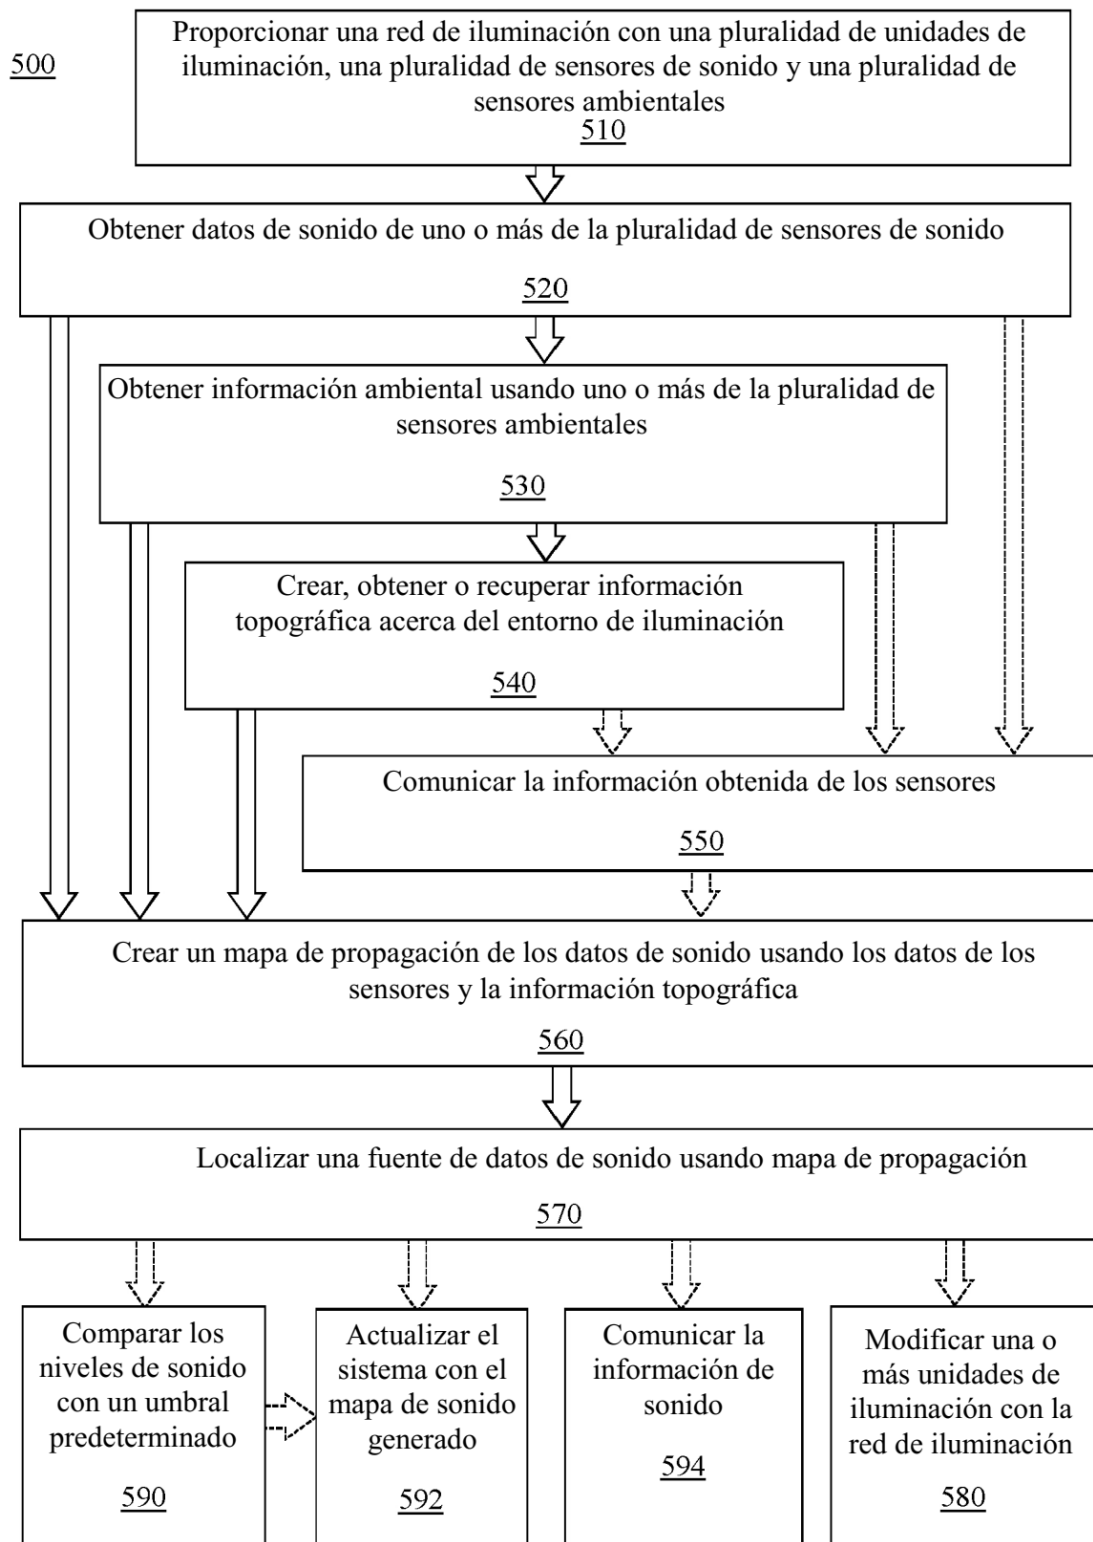 500
Proporcionar una red de iluminación con una pluralidad de unidades de
iluminación, una pluralidad de sensores de sonido y una pluralidad de
sensores ambientales
510
Obtener datos de sonido de uno o más de la pluralidad de sensores de sonido
520
Obtener información ambiental usando uno o más de la pluralidad de
sensores ambientales
530
Crear, obtener o recuperar información
topográfica acerca del entorno de iluminación
540
Comunicar la información obtenida de los sensores
550
Crear un mapa de propagación de los datos de sonido usando los datos de los
sensores y la información topográfica
560
Localizar una fuente de datos de sonido usando mapa de propagación
570
Comparar los
niveles de sonido
con un umbral
predeterminado
590
Actualizar el
sistema con el
mapa de sonido
generado
592
Comunicar la
información de
sonido
594
Modificar una o
más unidades de
iluminación con la
red de iluminación
580